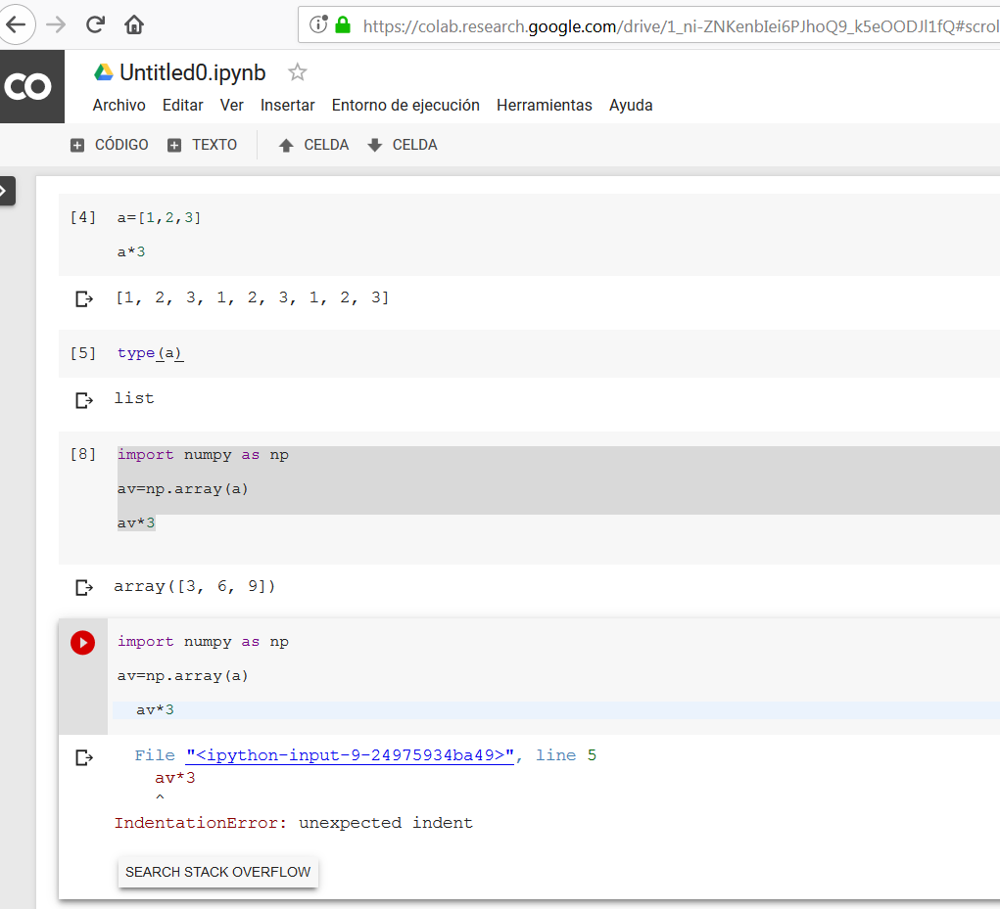 https://colab.research.google.com/drive/1_ni-ZNKenbIei6PJhoQ9_k5eOODJl1fQ#scrol
CO
Untitled0.ipynb
Archivo Editar Ver Insertar Entorno de ejecución Herramientas Ayuda
CÓDIGO TEXTO CELDA CELDA
[4] a=[1,2,3]
a*3
[1, 2, 3, 1, 2, 3, 1, 2, 3]
[5] type(a)
list
[8] import numpy as np
av=np.array(a)
av*3
array([3, 6, 9])
import numpy as np
av=np.array(a)
av*3
File "<ipython-input-9-24975934ba49>", line 5
av*3
^
IndentationError: unexpected indent
SEARCH STACK OVERFLOW